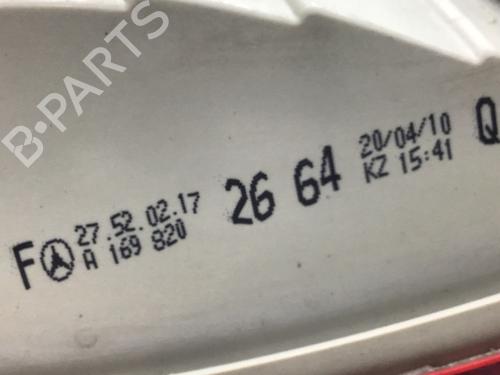 B-PARTS
F 27.52.02.17 26 64 20/04/10 Q
A 169 820 KZ 15:41